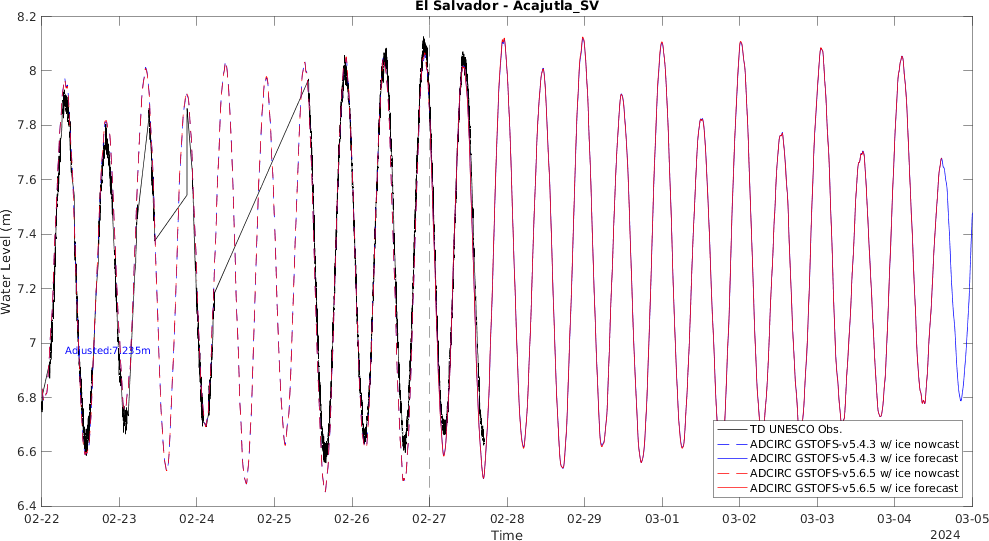 El Salvador - Acajutla_SV
8.2
8
7.8
7.6
7.4
7.2
7
6.8
6.6
6.4
Water Level (m)
Adjusted:7.235m
TD UNESCO Obs.
ADCIRC GSTOFS-v5.4.3 w/ ice nowcast
ADCIRC GSTOFS-v5.4.3 w/ ice forecast
ADCIRC GSTOFS-v5.6.5 w/ ice nowcast
ADCIRC GSTOFS-v5.6.5 w/ ice forecast
02-22 02-23 02-24 02-25 02-26 02-27 02-28 02-29 03-01 03-02 03-03 03-04 03-05
Time
2024